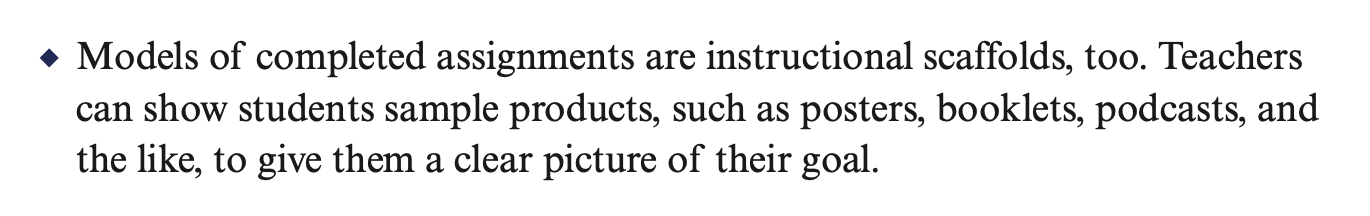 ◆ Models of completed assignments are instructional scaffolds, too. Teachers
can show students sample products, such as posters, booklets, podcasts, and
the like, to give them a clear picture of their goal.